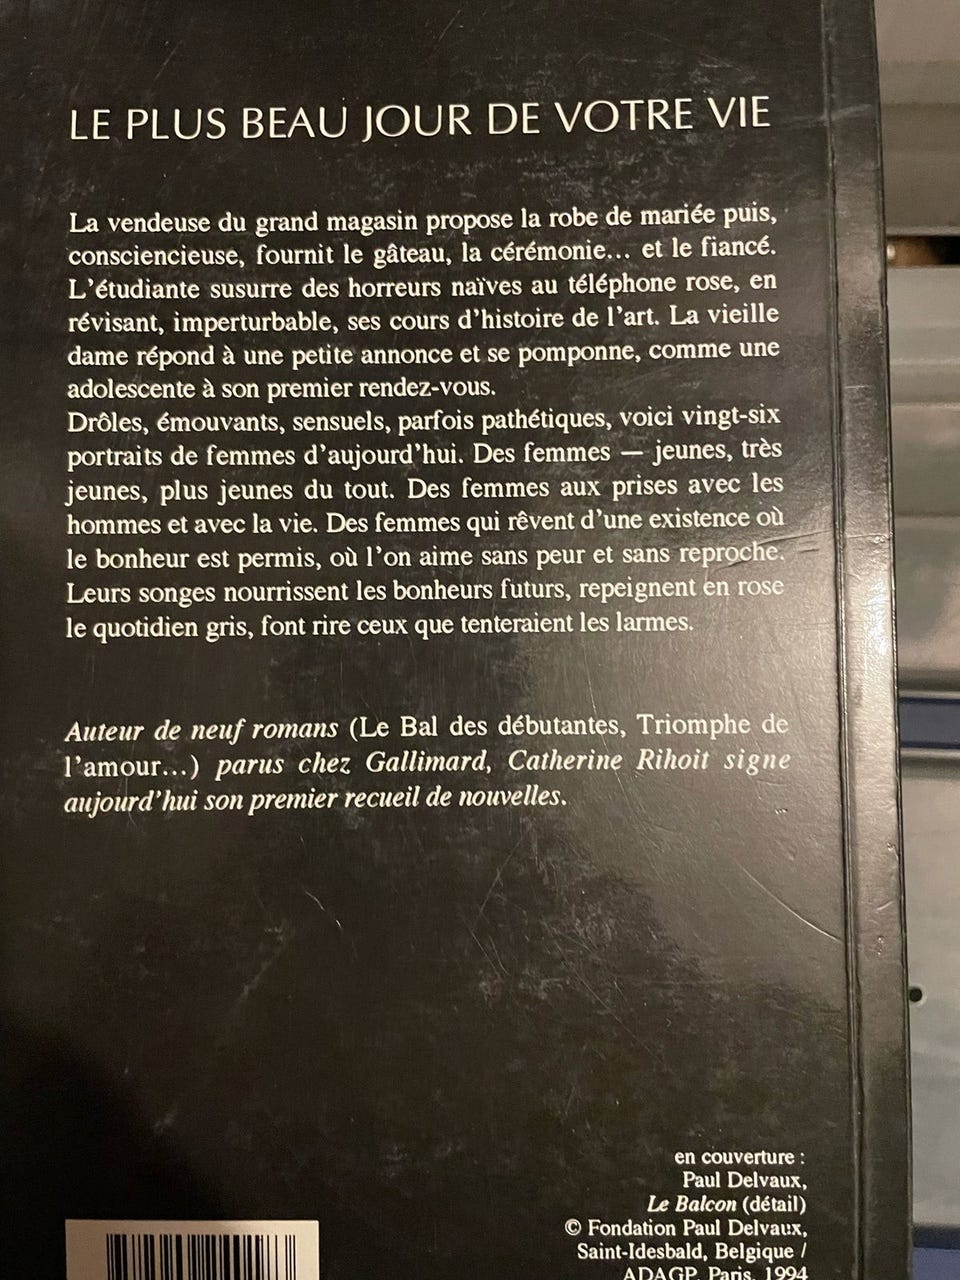 LE PLUS BEAU JOUR DE VOTRE VIE
La vendeuse du grand magasin propose la robe de mariée puis,
consciencieuse, fournit le gâteau, la cérémonie... et le fiancé.
L'étudiante susurre des horreurs naïves au téléphone rose, en
révisant, imperturbable, ses cours d'histoire de l'art. La vieille
dame répond à une petite annonce et se pomponne, comme une
adolescente à son premier rendez-vous.
Drôles, émouvants, sensuels, parfois pathétiques, voici vingt-six
portraits de femmes d'aujourd'hui. Des femmes — jeunes, très
jeunes, plus jeunes du tout. Des femmes aux prises avec les
hommes et avec la vie. Des femmes qui rêvent d'une existence où
le bonheur est permis, où l'on aime sans peur et sans reproche.
Leurs songes nourrissent les bonheurs futurs, repeignent en rose
le quotidien gris, font rire ceux que tenteraient les larmes.
Auteur de neuf romans (Le Bal des débutantes, Triomphe de
l'amour...) parus chez Gallimard, Catherine Rihoit signe
aujourd'hui son premier recueil de nouvelles.
en couverture :
Paul Delvaux,
Le Balcon (détail)
© Fondation Paul Delvaux,
Saint-Idesbald, Belgique /
ADAGP, Paris, 1994